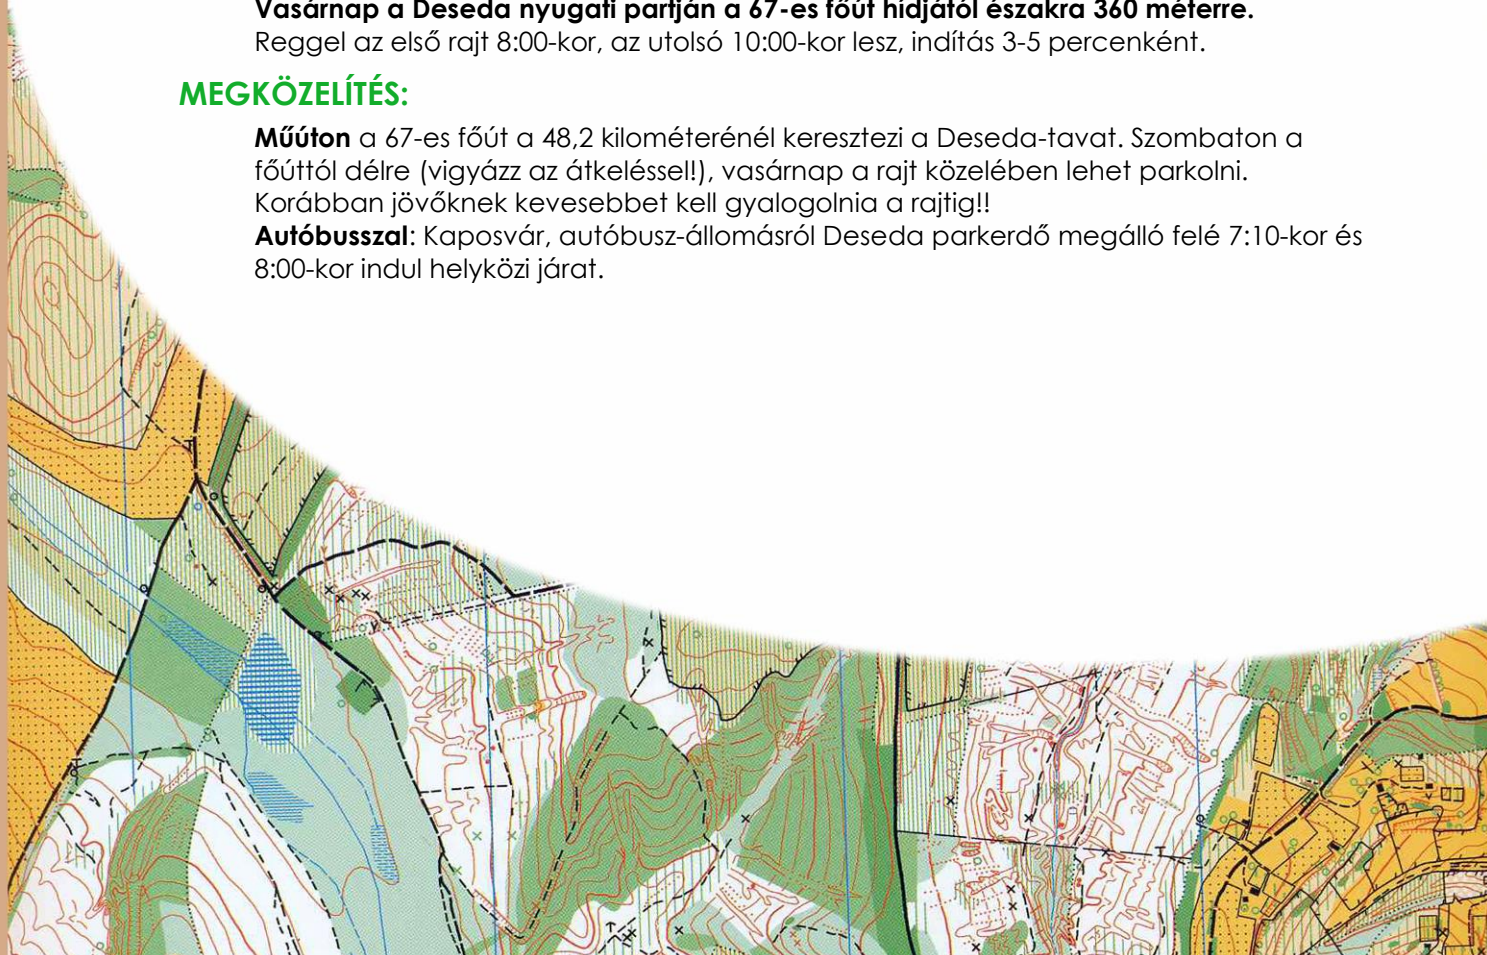 Vasárnap a Deseda nyugati partján a 67-es főút hídjától északra 360 méterre.
Reggel az első rajt 8:00-kor, az utolsó 10:00-kor lesz, indítás 3-5 percenként.
MEGKÖZELÍTÉS:
Műúton a 67-es főút a 48,2 kilométerénél keresztezi a Deseda-tavat. Szombaton a
főúttól délre (vigyázz az átkeléssel!), vasárnap a rajt közelében lehet parkolni.
Korábban jövőknek kevesebbet kell gyalogolnia a rajtig!!
Autóbusszal: Kaposvár, autóbusz-állomásról Deseda parkerdő megálló felé 7:10-kor és
8:00-kor indul helyközi járat.